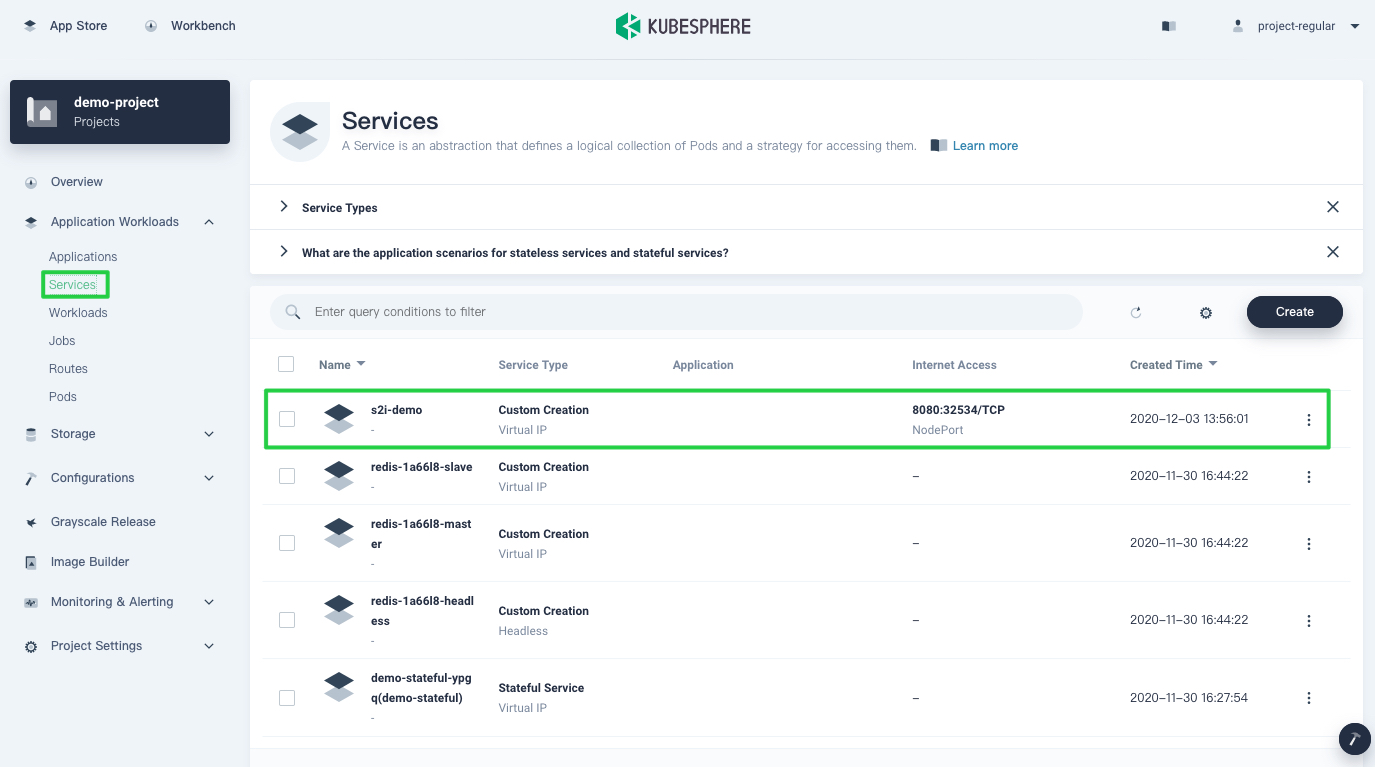 App Store
Workbench
KUBESPHERE
project-regular
demo-project
Projects
Overview
Application Workloads
Applications
Services
Workloads
Jobs
Routes
Pods
Storage
Configurations
Grayscale Release
Image Builder
Monitoring & Alerting
Project Settings
Services
A Service is an abstraction that defines a logical collection of Pods and a strategy for accessing them. Learn more
Service Types
What are the application scenarios for stateless services and stateful services?
Enter query conditions to filter
Create
Name Service Type Application Internet Access Created Time
s2i-demo Custom Creation 8080:32534/TCP 2020-12-03 13:56:01
- Virtual IP NodePort
redis-1a66l8-slave Custom Creation – 2020-11-30 16:44:22
- Virtual IP
redis-1a66l8-mast
er Custom Creation – 2020-11-30 16:44:22
- Virtual IP
redis-1a66l8-headl
ess Custom Creation – 2020-11-30 16:44:22
- Headless
demo-stateful-ypg
q(demo-stateful) Stateful Service – 2020-11-30 16:27:54
- Virtual IP